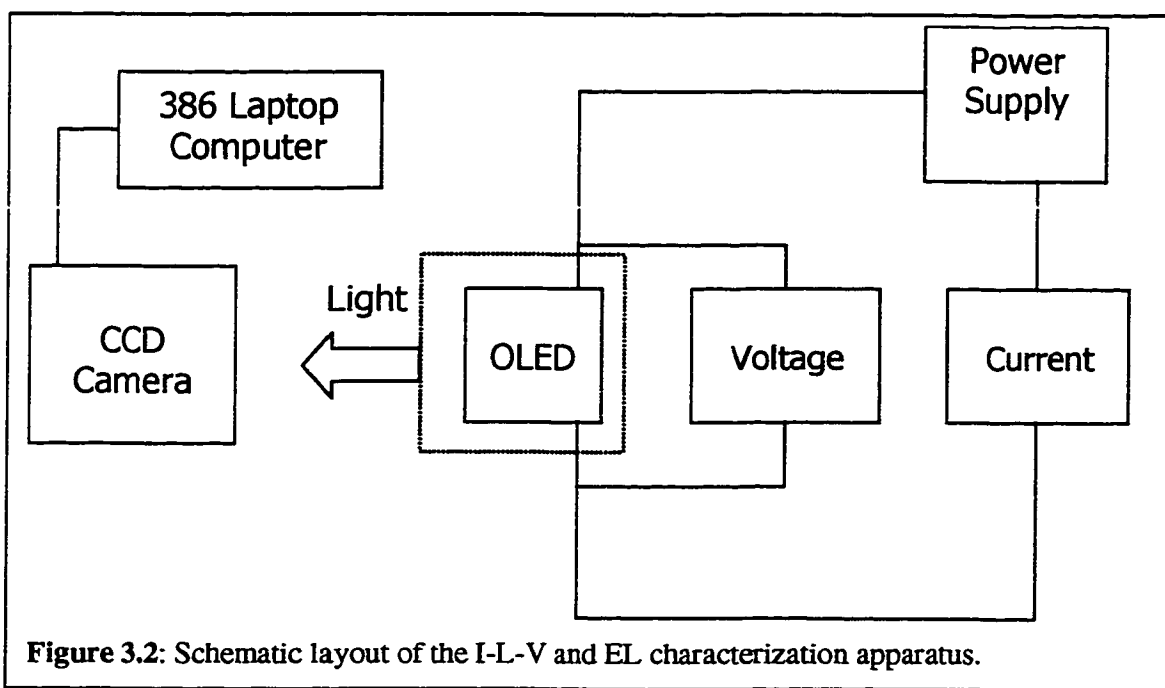 Power
Supply
386 Laptop
Computer
Light
CCD
Camera
OLED
Voltage
Current
Figure 3.2: Schematic layout of the I-L-V and EL characterization apparatus.